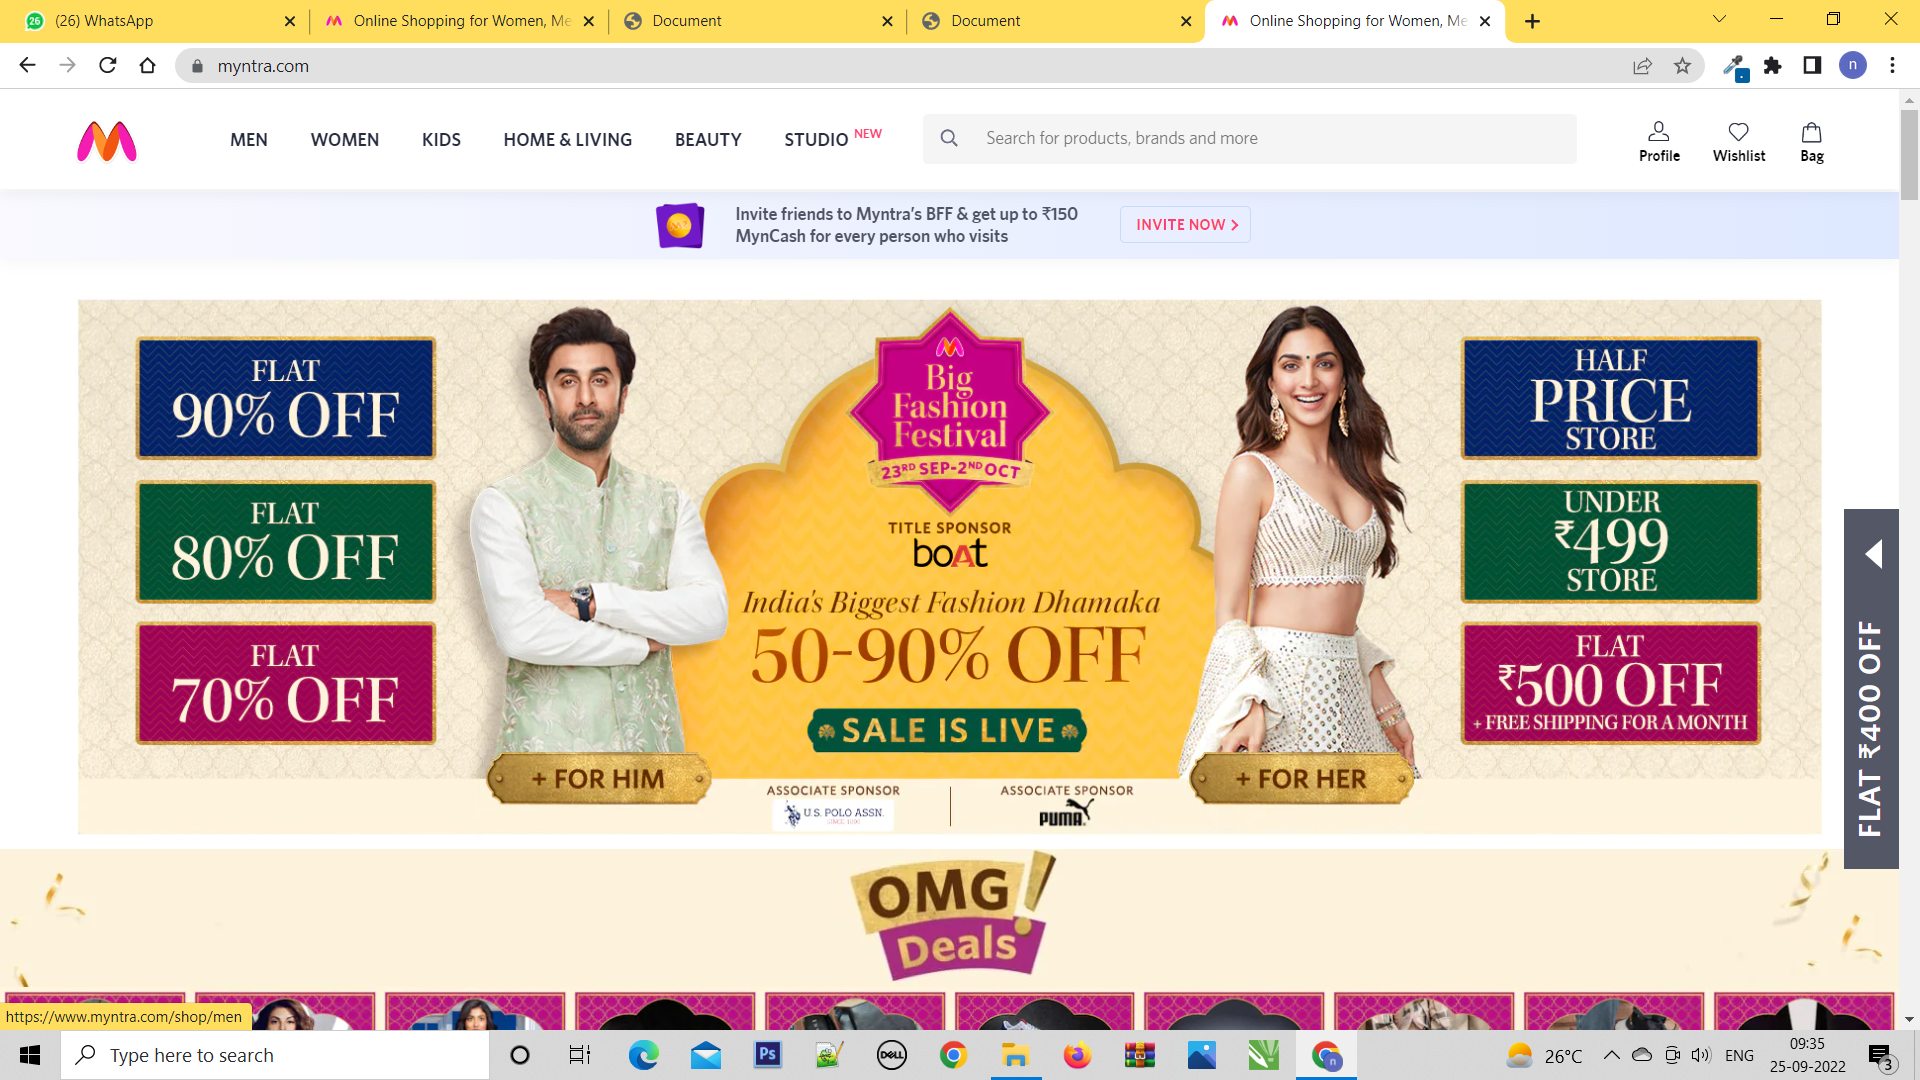 (26) WhatsApp
Online Shopping for Women, Me
Document
Document
Online Shopping for Women, Me
myntra.com
n
MEN
WOMEN
KIDS
HOME & LIVING
BEAUTY
STUDIO NEW
Search for products, brands and more
Profile
Wishlist
Bag
Invite friends to Myntra's BFF & get up to ₹150
MynCash for every person who visits
INVITE NOW >
FLAT
90% OFF
FLAT
80% OFF
FLAT
70% OFF
+ FOR HIM
Big
Fashion
Festival
23RD SEP-2ND OCT
TITLE SPONSOR
boAt
India's Biggest Fashion Dhamaka
50-90% OFF
SALE IS LIVE
ASSOCIATE SPONSOR
U.S. POLO ASSN.
SINCE 1890
ASSOCIATE SPONSOR
PUMA
+ FOR HER
HALF
PRICE
STORE
UNDER
₹499
STORE
FLAT
₹500 OFF
+ FREE SHIPPING FOR A MONTH
FLAT ₹400 OFF
OMG!
Deals
https://www.myntra.com/shop/men
Type here to search
Ps
DELL
n
26°C
ENG
09:35
25-09-2022
3